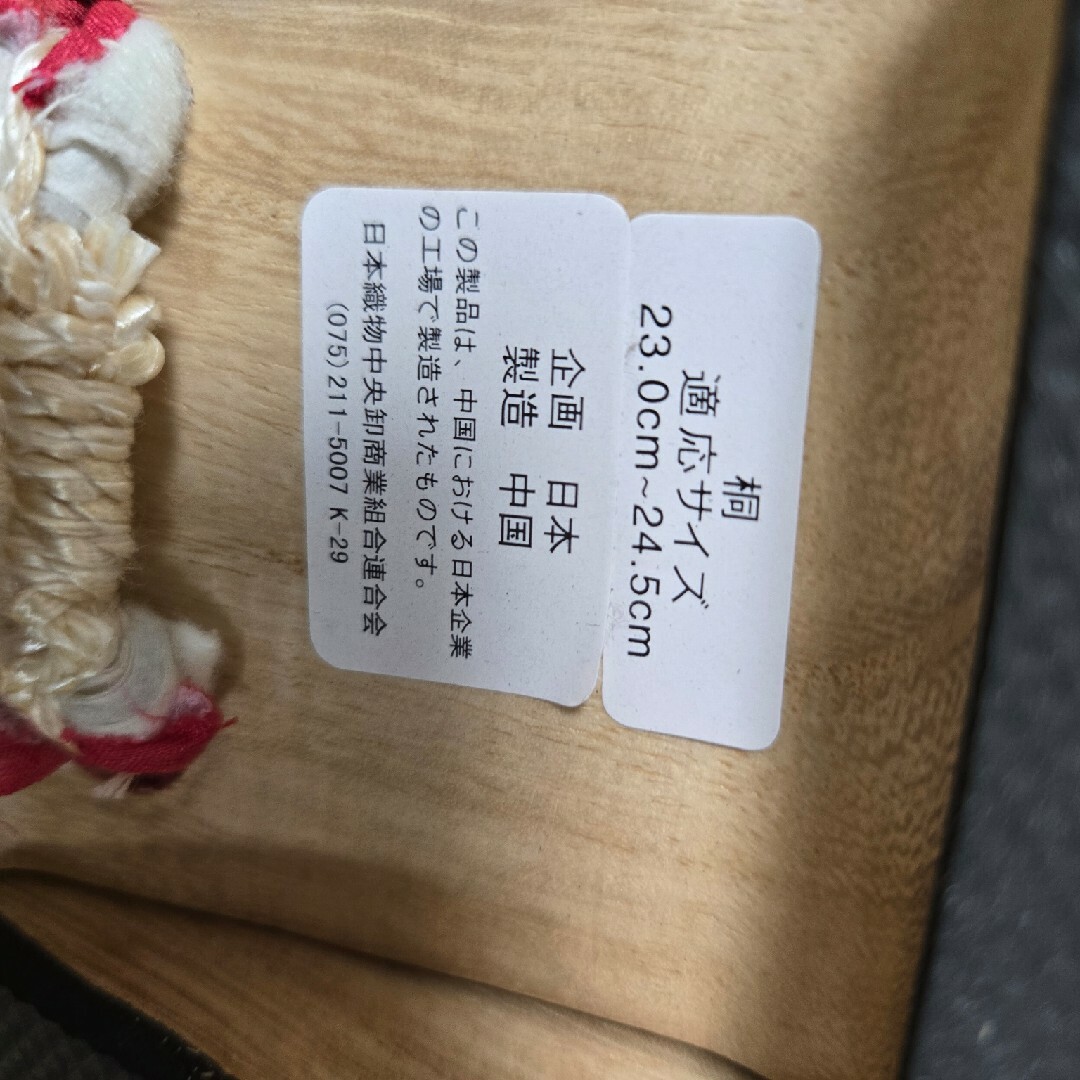 桐
適応サイズ
23.0cm~24.5cm
企画 日本
製造 中国
この製品は、中国における日本企業
の工場で製造されたものです。
日本織物中央卸商業組合連合会
(075)211-5007 K-29